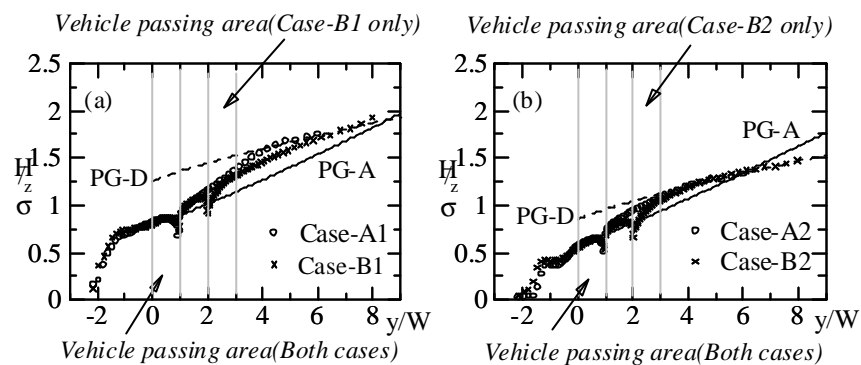 Vehicle passing area(Case-B1 only)
Vehicle passing area(Case-B2 only)
2.5
2
1.5
1
0.5
0
σz/H
(a)
PG-D
PG-A
Case-A1
Case-B1
-2 0 2 4 6 8
y/W
Vehicle passing area(Both cases)
2.5
2
1.5
1
0.5
0
σz/H
(b)
PG-A
PG-D
Case-A2
Case-B2
-2 0 2 4 6 8
y/W
Vehicle passing area(Both cases)